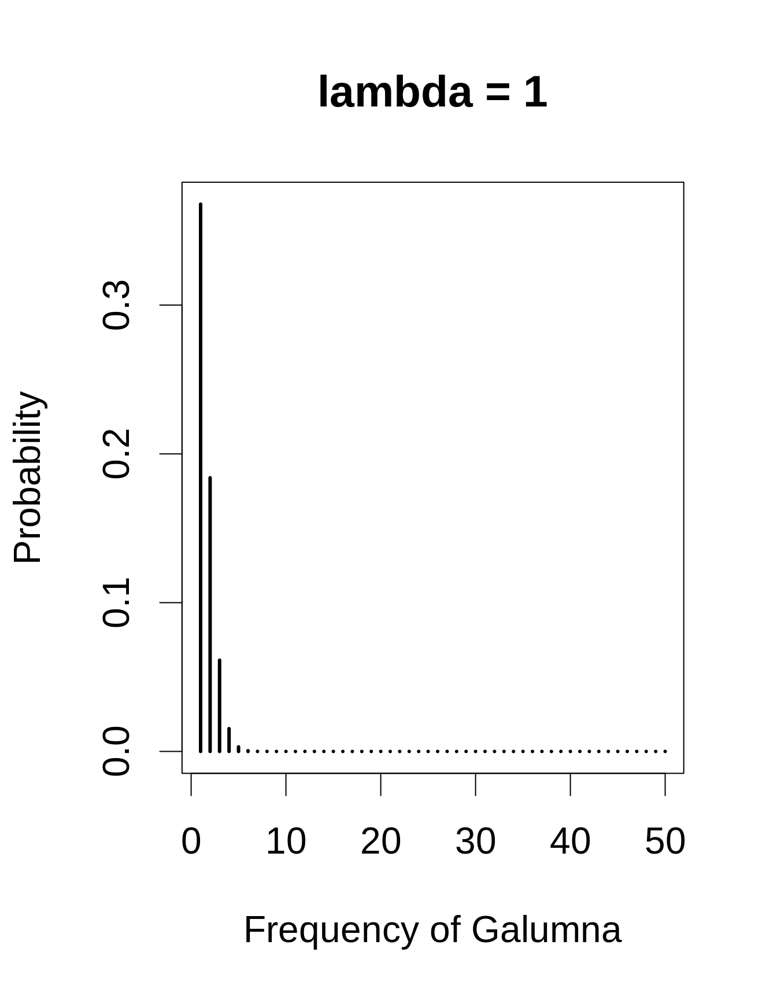 lambda = 1
Probability
0.3
0.2
0.1
0.0
0 10 20 30 40 50
Frequency of Galumna